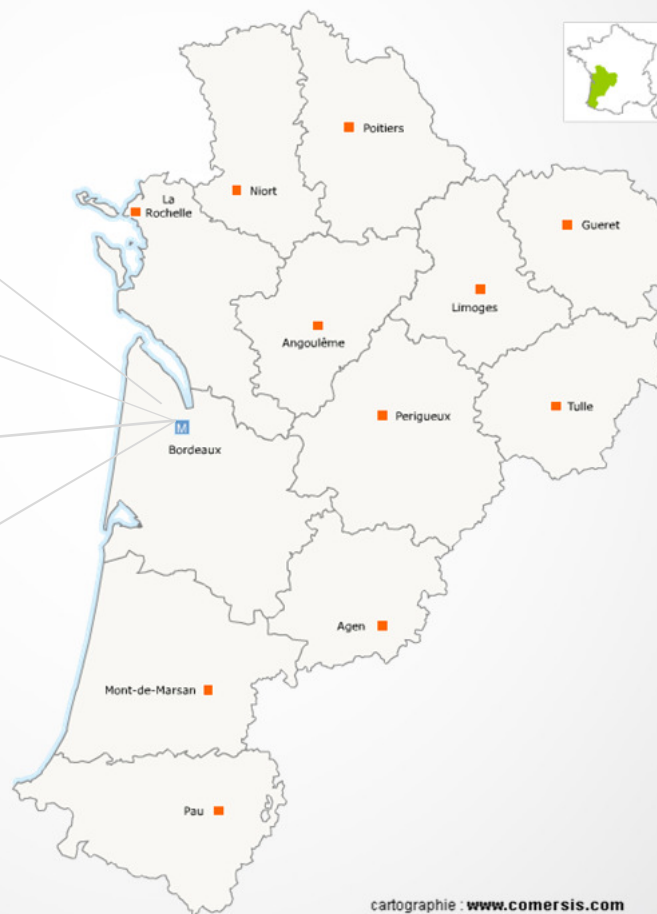 Poitiers
Niort
La
Rochelle
Gueret
Limoges
Angoulême
Perigueux
Tulle
M
Bordeaux
Agen
Mont-de-Marsan
Pau
cartographie : www.comersis.com